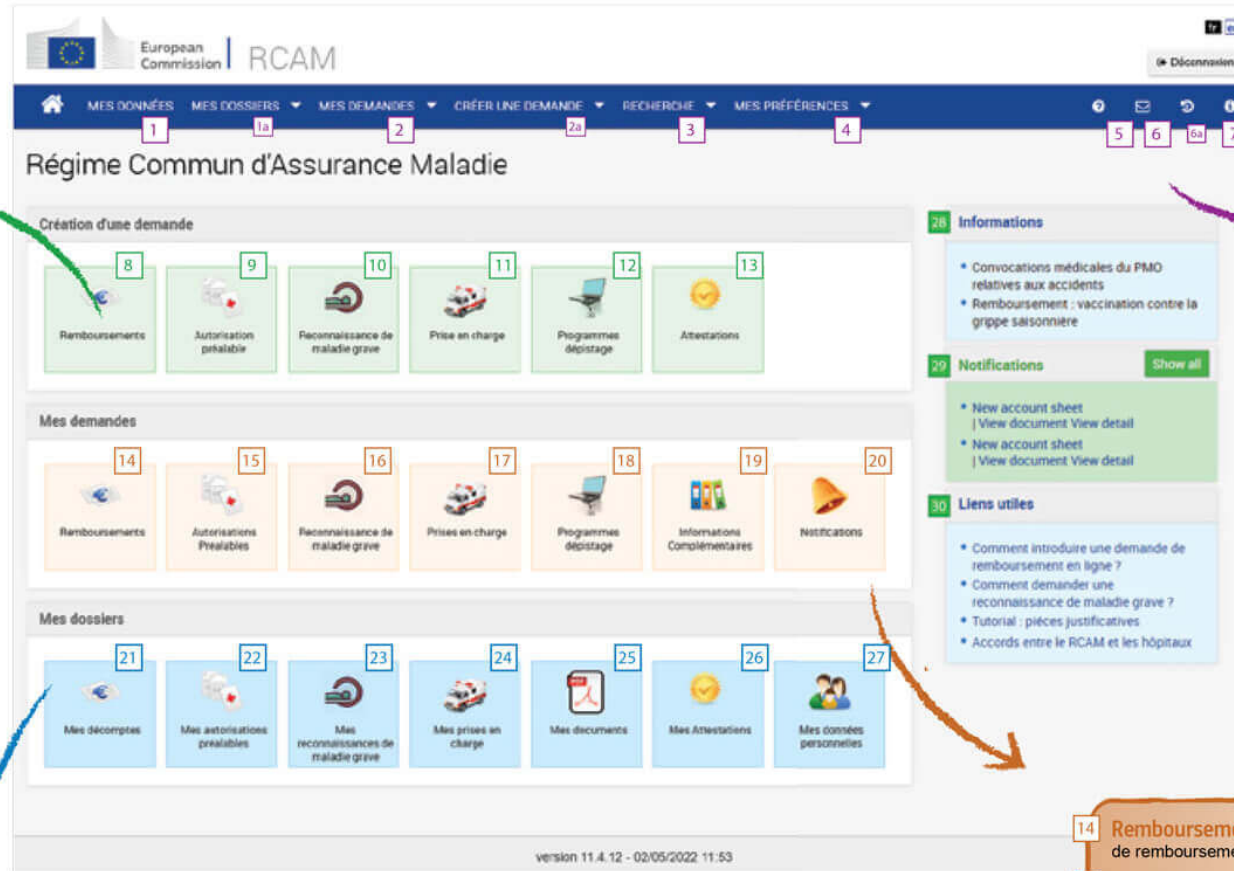 European
Commission
RCAM
fr
Déconnexion
MES DONNÉES MES DOSSIERS MES DEMANDES CRÉER UNE DEMANDE RECHERCHE MES PRÉFÉRENCES
1 1a 2 2a 3 4 5 6 6a 7
Régime Commun d'Assurance Maladie
Création d'une demande
8 9 10 11 12 13
Remboursements
Autorisation
préalable
Reconnaissance de
maladie grave
Prise en charge
Programmes
dépistage
Attestations
Mes demandes
14 15 16 17 18 19 20
Remboursements
Autorisations
Prealables
Reconnaissance de
maladie grave
Prises en charge
Programmes
dépistage
Informations
Complémentaires
Notifications
Mes dossiers
21 22 23 24 25 26 27
Mes décomptes
Mes autorisations
prealables
Mes
reconnaissances de
maladie grave
Mes prises en
charge
PDF
Mes documents
Mes Attestations
Mes données
personnelles
28 Informations
• Convocations médicales du PMO
relatives aux accidents
• Remboursement : vaccination contre la
grippe saisonnière
29 Notifications Show all
• New account sheet
| View document View detail
• New account sheet
| View document View detail
30 Liens utiles
• Comment introduire une demande de
remboursement en ligne ?
• Comment demander une
reconnaissance de maladie grave ?
• Tutorial : pièces justificatives
• Accords entre le RCAM et les hôpitaux
14 Remboursem
de remboursem
version 11.4.12 - 02/05/2022 11:53